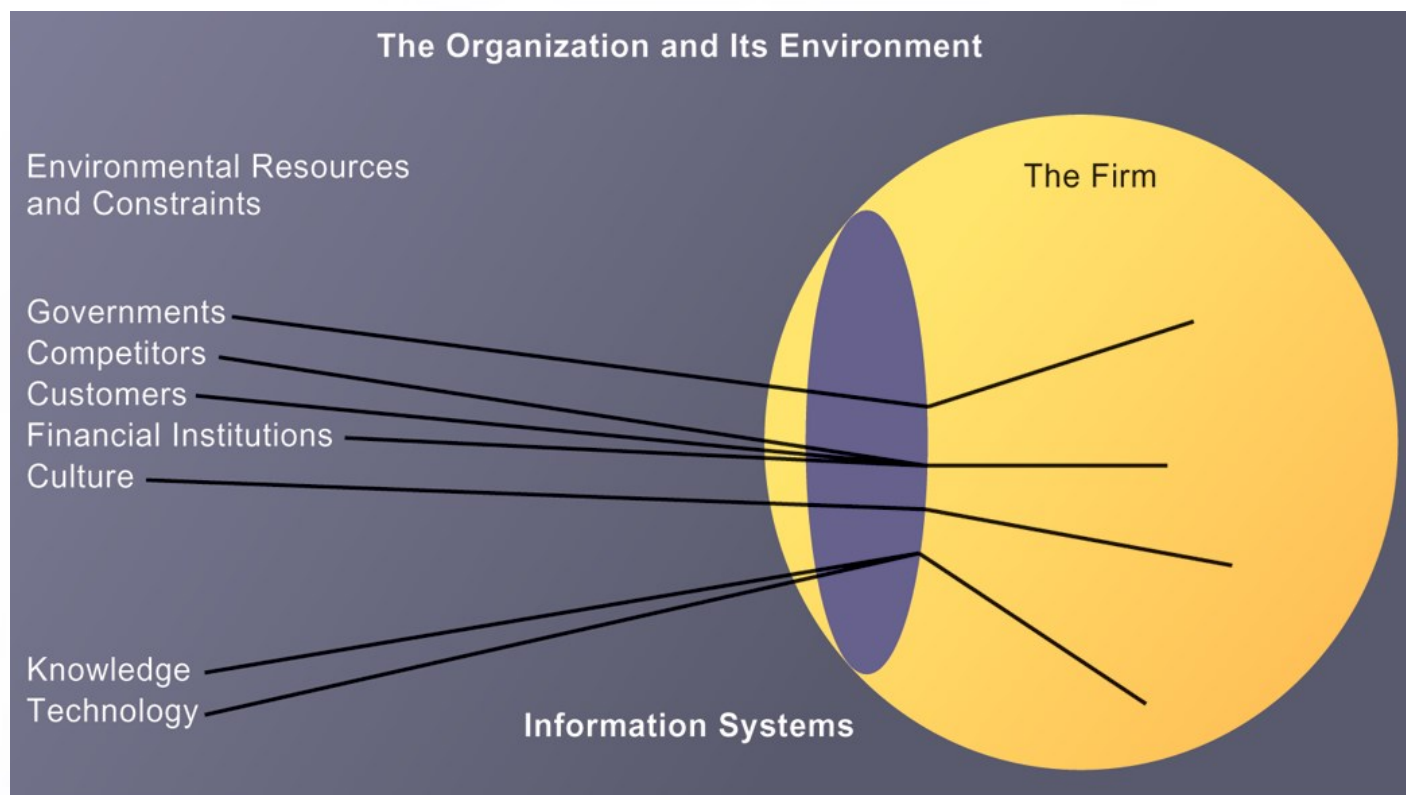 The Organization and Its Environment
Environmental Resources
and Constraints
The Firm
Governments
Competitors
Customers
Financial Institutions
Culture
Knowledge
Technology
Information Systems